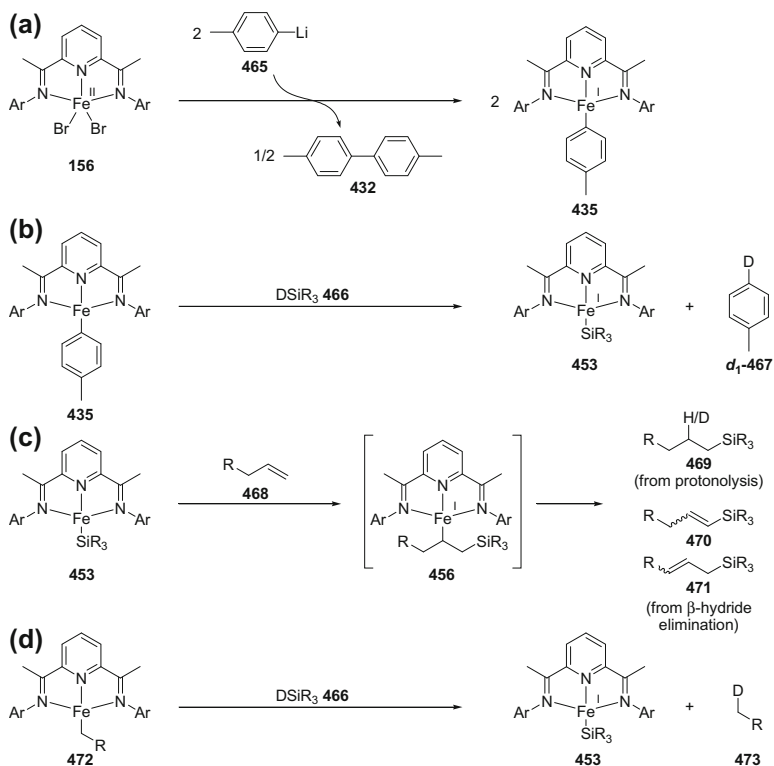 (a)
2
Li
465
N
N
N
Fe
II
Ar
Ar
Br
Br
156
1/2
432
2
N
N
N
Fe
I
Ar
Ar
435
(b)
N
N
N
Fe
Ar
Ar
435
DSiR3 466
N
N
N
Fe
I
Ar
Ar
SiR3
453
+
D
d1-467
(c)
N
N
N
Fe
Ar
Ar
SiR3
453
R
468
N
N
N
Fe
I
Ar
Ar
R
SiR3
456
H/D
R
SiR3
469
(from protonolysis)
R
SiR3
470
R
SiR3
471
(from β-hydride
elimination)
(d)
N
N
N
Fe
Ar
Ar
R
472
DSiR3 466
N
N
N
Fe
I
Ar
Ar
SiR3
453
+
D
R
473